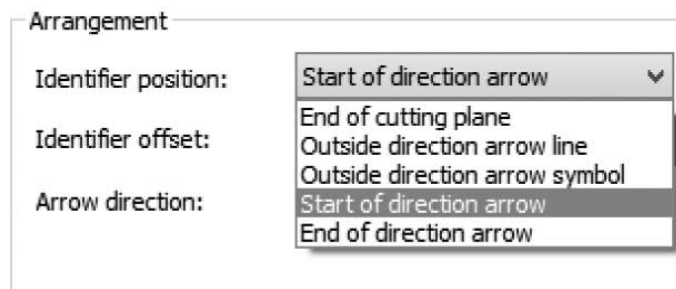 Arrangement
Identifier position: Start of direction arrow
End of cutting plane
Identifier offset: Outside direction arrow line
Outside direction arrow symbol
Arrow direction: Start of direction arrow
End of direction arrow